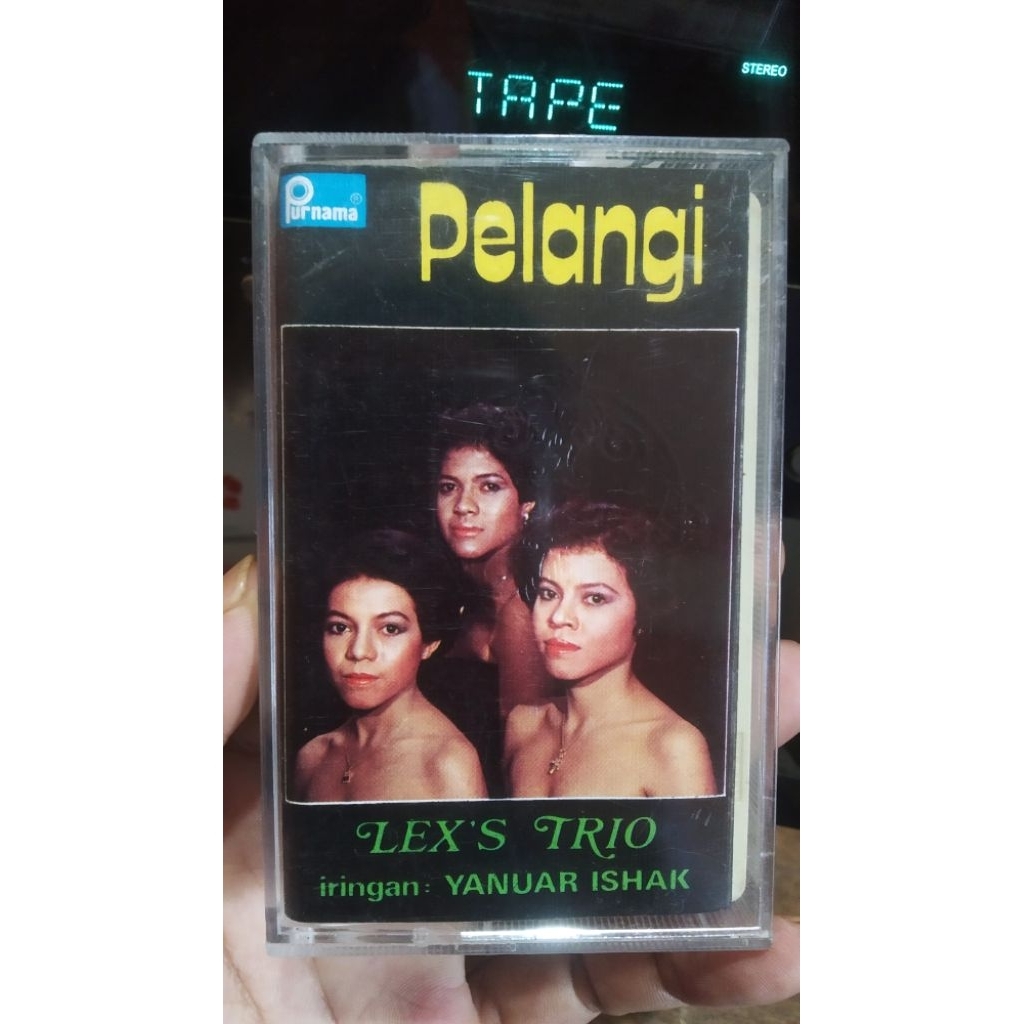 TAPE
STEREO
Purnama ®
Pelangi
LEX'S TRIO
iringan: YANUAR ISHAK